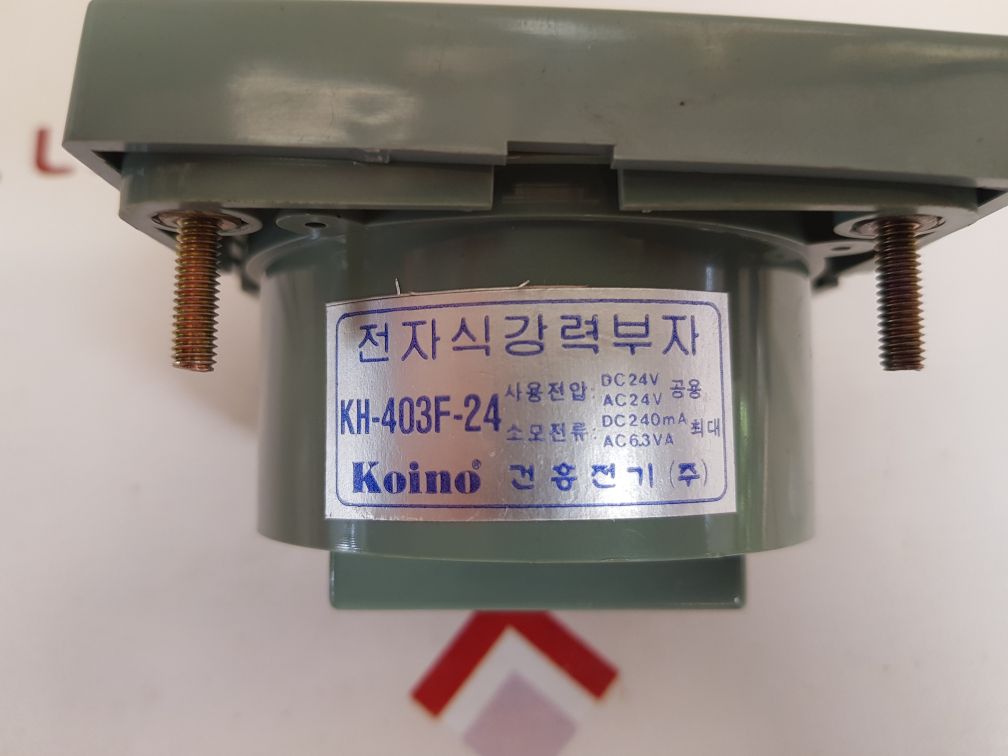 전자식강력부자
KH-403F-24
사용전압: DC24V AC24V 공용
소모전류: DC240mA AC6.3VA 최대
Koino® 건흥전기(주)
L